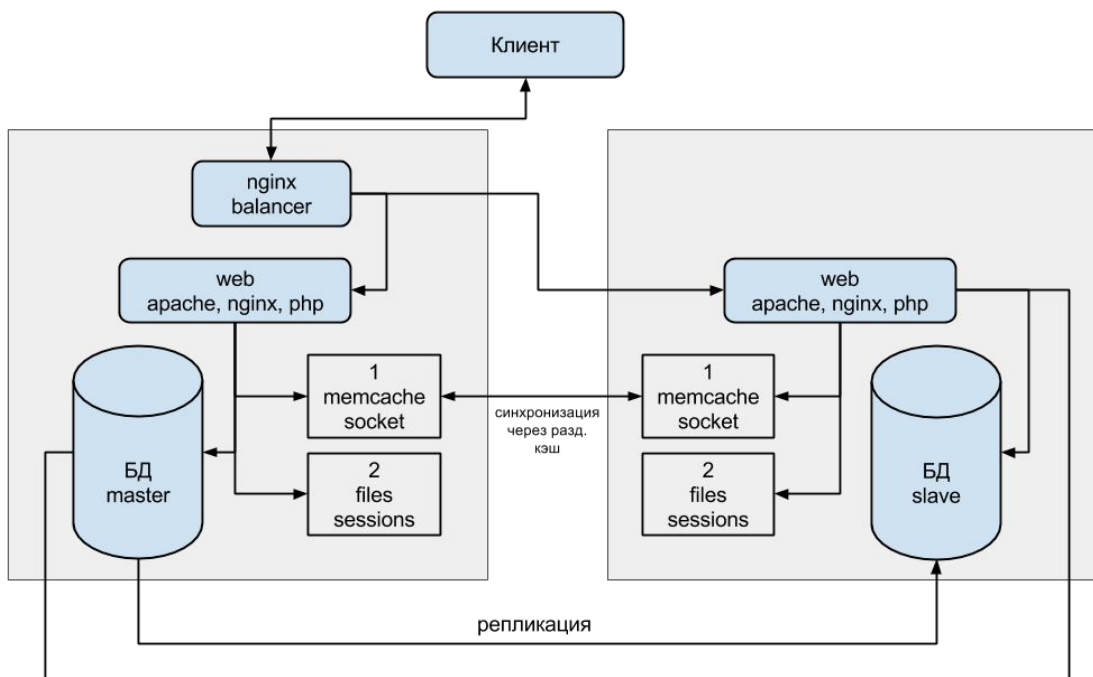 Клиент
nginx
balancer
web
apache, nginx, php
web
apache, nginx, php
1
memcache
socket
синхронизация
через разд.
кэш
1
memcache
socket
БД
master
2
files
sessions
2
files
sessions
БД
slave
репликация